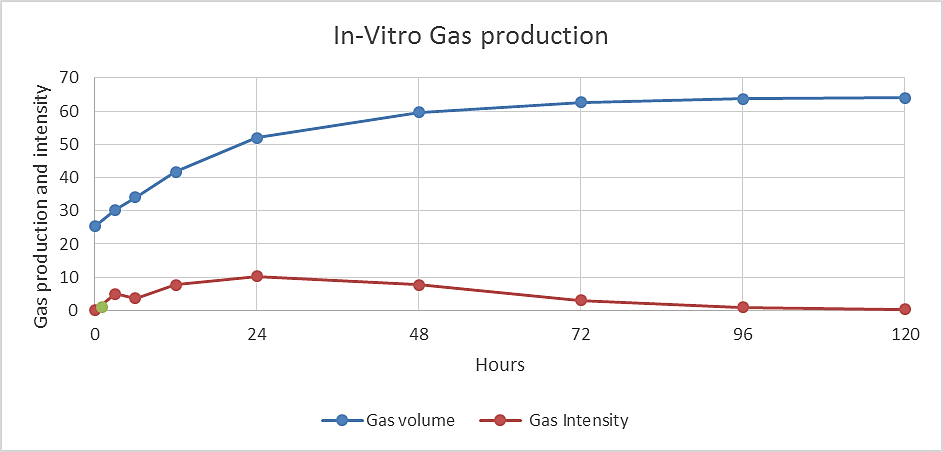 In-Vitro Gas production
Gas production and intensity
70
60
50
40
30
20
10
0
0 24 48 72 96 120
Hours
Gas volume Gas Intensity